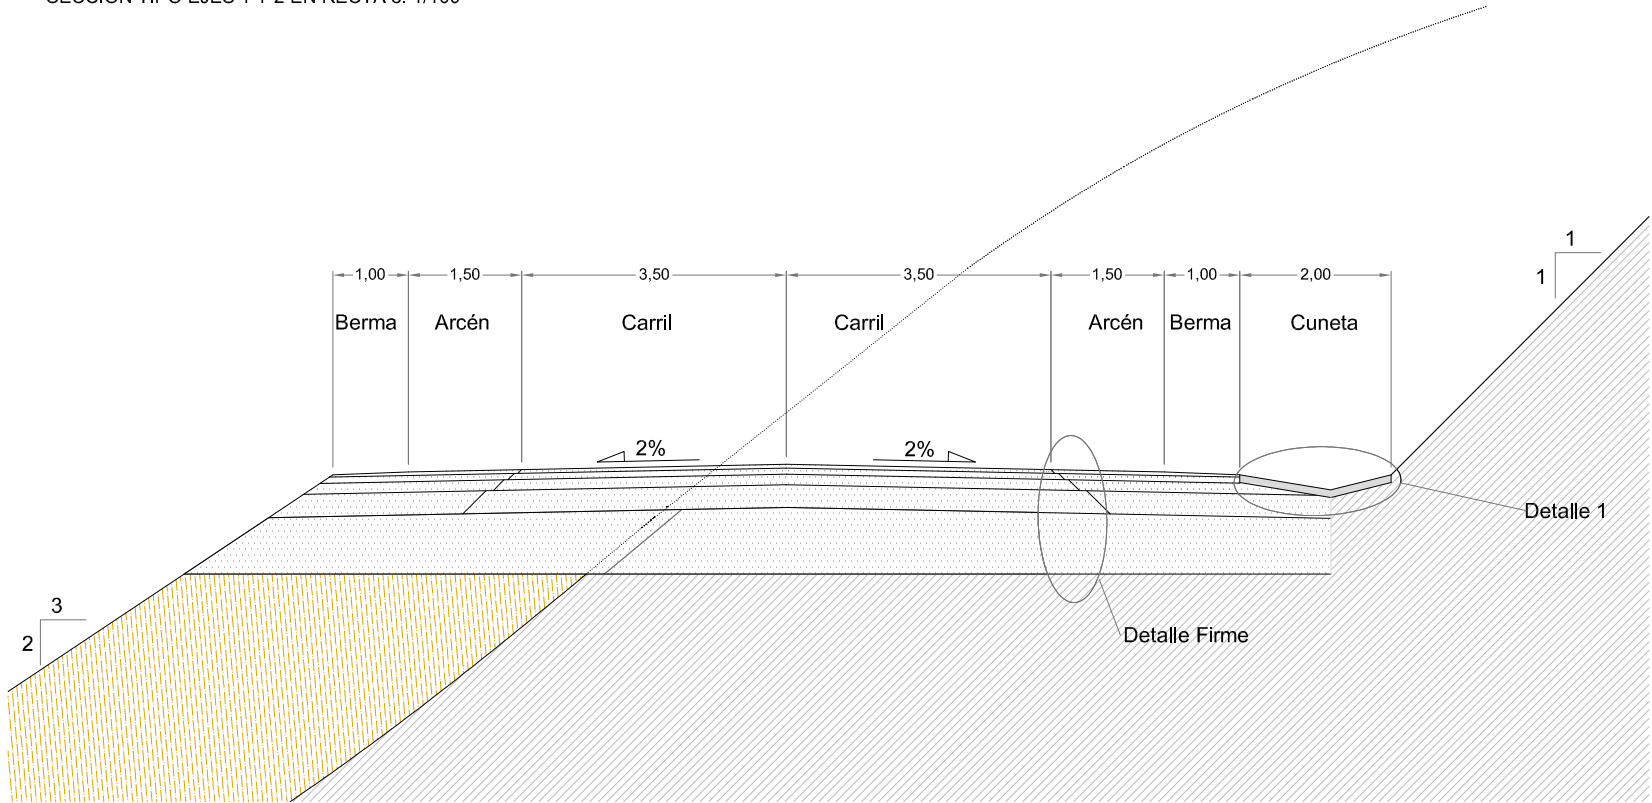 1
1
1,00 1,50 3,50 3,50 1,50 1,00 2,00
Berma Arcén Carril Carril Arcén Berma Cuneta
2% 2%
Detalle 1
3
2
Detalle Firme